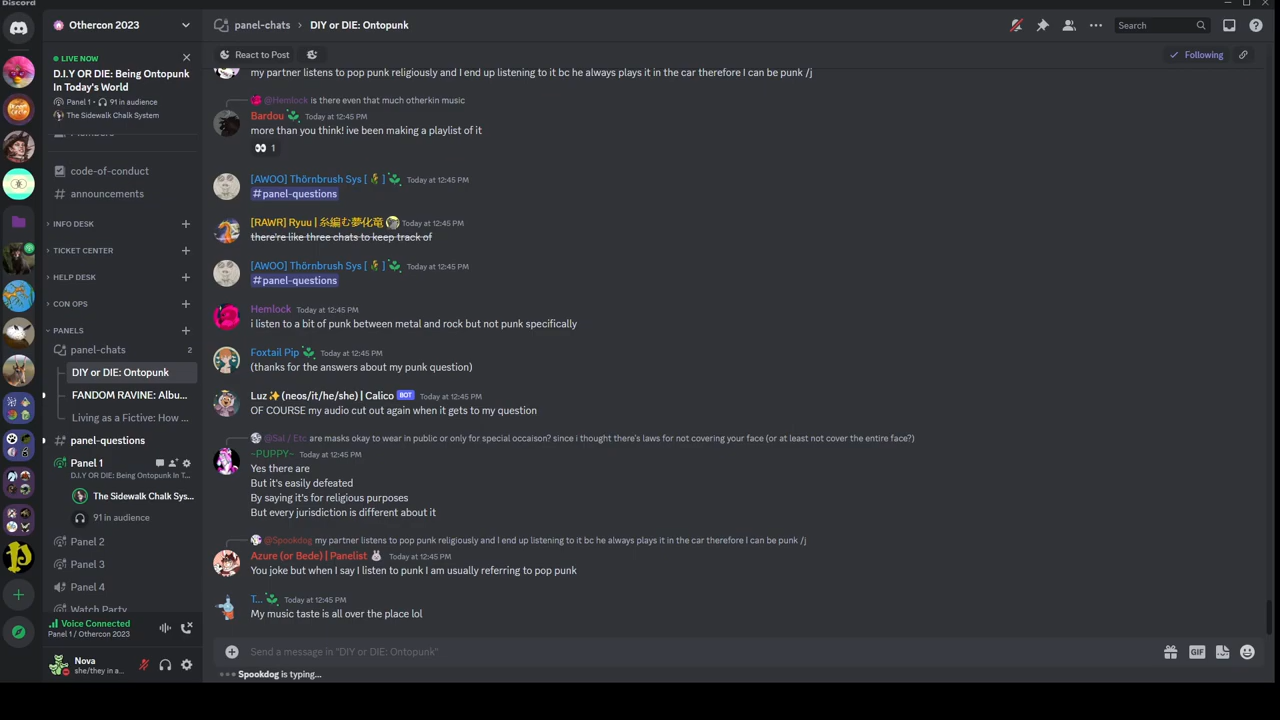 Discord
Othercon 2023
panel-chats > DIY or DIE: Ontopunk
Search
LIVE NOW
D.I.Y OR DIE: Being Ontopunk
In Today's World
Panel 1 • 91 in audience
The Sidewalk Chalk System
Members
code-of-conduct
announcements
INFO DESK
TICKET CENTER
HELP DESK
CON OPS
PANELS
panel-chats 2
DIY or DIE: Ontopunk
FANDOM RAVINE: Albu...
Living as a Fictive: How ...
panel-questions
Panel 1
D.I.Y OR DIE: Being Ontopunk In T...
The Sidewalk Chalk Sys...
91 in audience
Panel 2
Panel 3
Panel 4
Watch Party
Voice Connected
Panel 1 / Othercon 2023
Nova
she/they in a...
React to Post
Following
my partner listens to pop punk religiously and I end up listening to it bc he always plays it in the car therefore I can be punk /j
@Hemlock is there even that much otherkin music
Bardou Today at 12:45 PM
more than you think! ive been making a playlist of it
👀 1
[AWOO] Thörnbrush Sys [ ] Today at 12:45 PM
#panel-questions
[RAWR] Ryuu | 糸編む夢化竜 Today at 12:45 PM
there're like three chats to keep track of
[AWOO] Thörnbrush Sys [ ] Today at 12:45 PM
#panel-questions
Hemlock Today at 12:45 PM
i listen to a bit of punk between metal and rock but not punk specifically
Foxtail Pip Today at 12:45 PM
(thanks for the answers about my punk question)
Luz✨(neos/it/he/she) | Calico BOT Today at 12:45 PM
OF COURSE my audio cut out again when it gets to my question
@Sal / Etc are masks okay to wear in public or only for special occaison? since i thought there's laws for not covering your face (or at least not cover the entire face?)
~PUPPY~ Today at 12:45 PM
Yes there are
But it's easily defeated
By saying it's for religious purposes
But every jurisdiction is different about it
@Spookdog my partner listens to pop punk religiously and I end up listening to it bc he always plays it in the car therefore I can be punk /j
Azure (or Bede) | Panelist Today at 12:45 PM
You joke but when I say I listen to punk I am usually referring to pop punk
T... Today at 12:45 PM
My music taste is all over the place lol
Send a message in "DIY or DIE: Ontopunk"
GIF
Spookdog is typing...